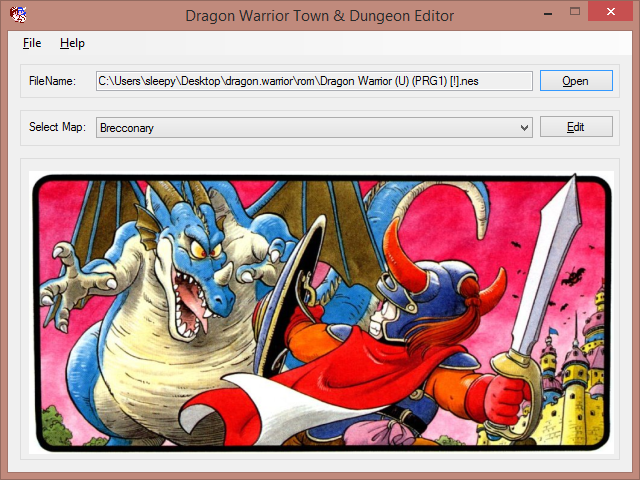 Dragon Warrior Town & Dungeon Editor
File Help
FileName: C:\Users\sleepy\Desktop\dragon.warrior\rom\Dragon Warrior (U) (PRG1) [!].nes Open
Select Map: Brecconary Edit